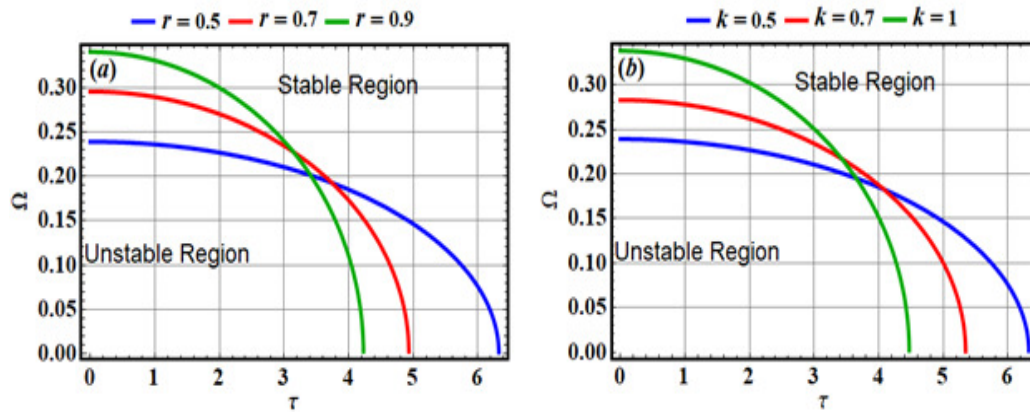 r = 0.5 r = 0.7 r = 0.9
(a)
Stable Region
Unstable Region
0.30
0.25
0.20
0.15
0.10
0.05
0.00
Ω
0 1 2 3 4 5 6
τ
k = 0.5 k = 0.7 k = 1
(b)
Stable Region
Unstable Region
0.30
0.25
0.20
0.15
0.10
0.05
0.00
Ω
0 1 2 3 4 5 6
τ